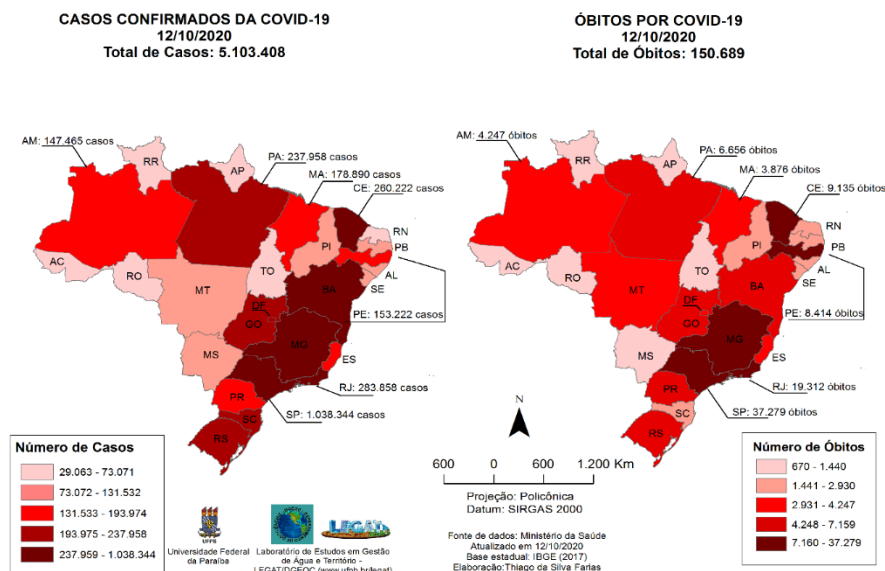 CASOS CONFIRMADOS DA COVID-19
12/10/2020
Total de Casos: 5.103.408
AM: 147.465 casos
RR
AP
PA: 237.958 casos
MA: 178.890 casos
CE: 260.222 casos
RN
PB
PI
AC
RO
TO
AL
SE
MT
BA
DF
GO
PE: 153.222 casos
MG
MS
ES
RJ: 283.858 casos
PR
SP: 1.038.344 casos
SC
RS
Número de Casos
29.063 - 73.071
73.072 - 131.532
131.533 - 193.974
193.975 - 237.958
237.959 - 1.038.344
UFPB
Universidade Federal
da Paraíba
LEGAT
Laboratório de Estudos em Gestão
de Água e Território -
LEGAT/DGEOC (www.ufpb.br/legat)
ÓBITOS POR COVID-19
12/10/2020
Total de Óbitos: 150.689
AM: 4.247 óbitos
RR
AP
PA: 6.656 óbitos
MA: 3.876 óbitos
CE: 9.135 óbitos
RN
PB
PI
AC
RO
TO
AL
SE
MT
BA
DF
GO
PE: 8.414 óbitos
MG
MS
ES
RJ: 19.312 óbitos
PR
SP: 37.279 óbitos
SC
RS
N
600 0 600 1.200 Km
Projeção: Policônica
Datum: SIRGAS 2000
Fonte de dados: Ministério da Saúde
Atualizado em 12/10/2020
Base estadual: IBGE (2017)
Elaboração:Thiago da Silva Farias
Número de Óbitos
670 - 1.440
1.441 - 2.930
2.931 - 4.247
4.248 - 7.159
7.160 - 37.279